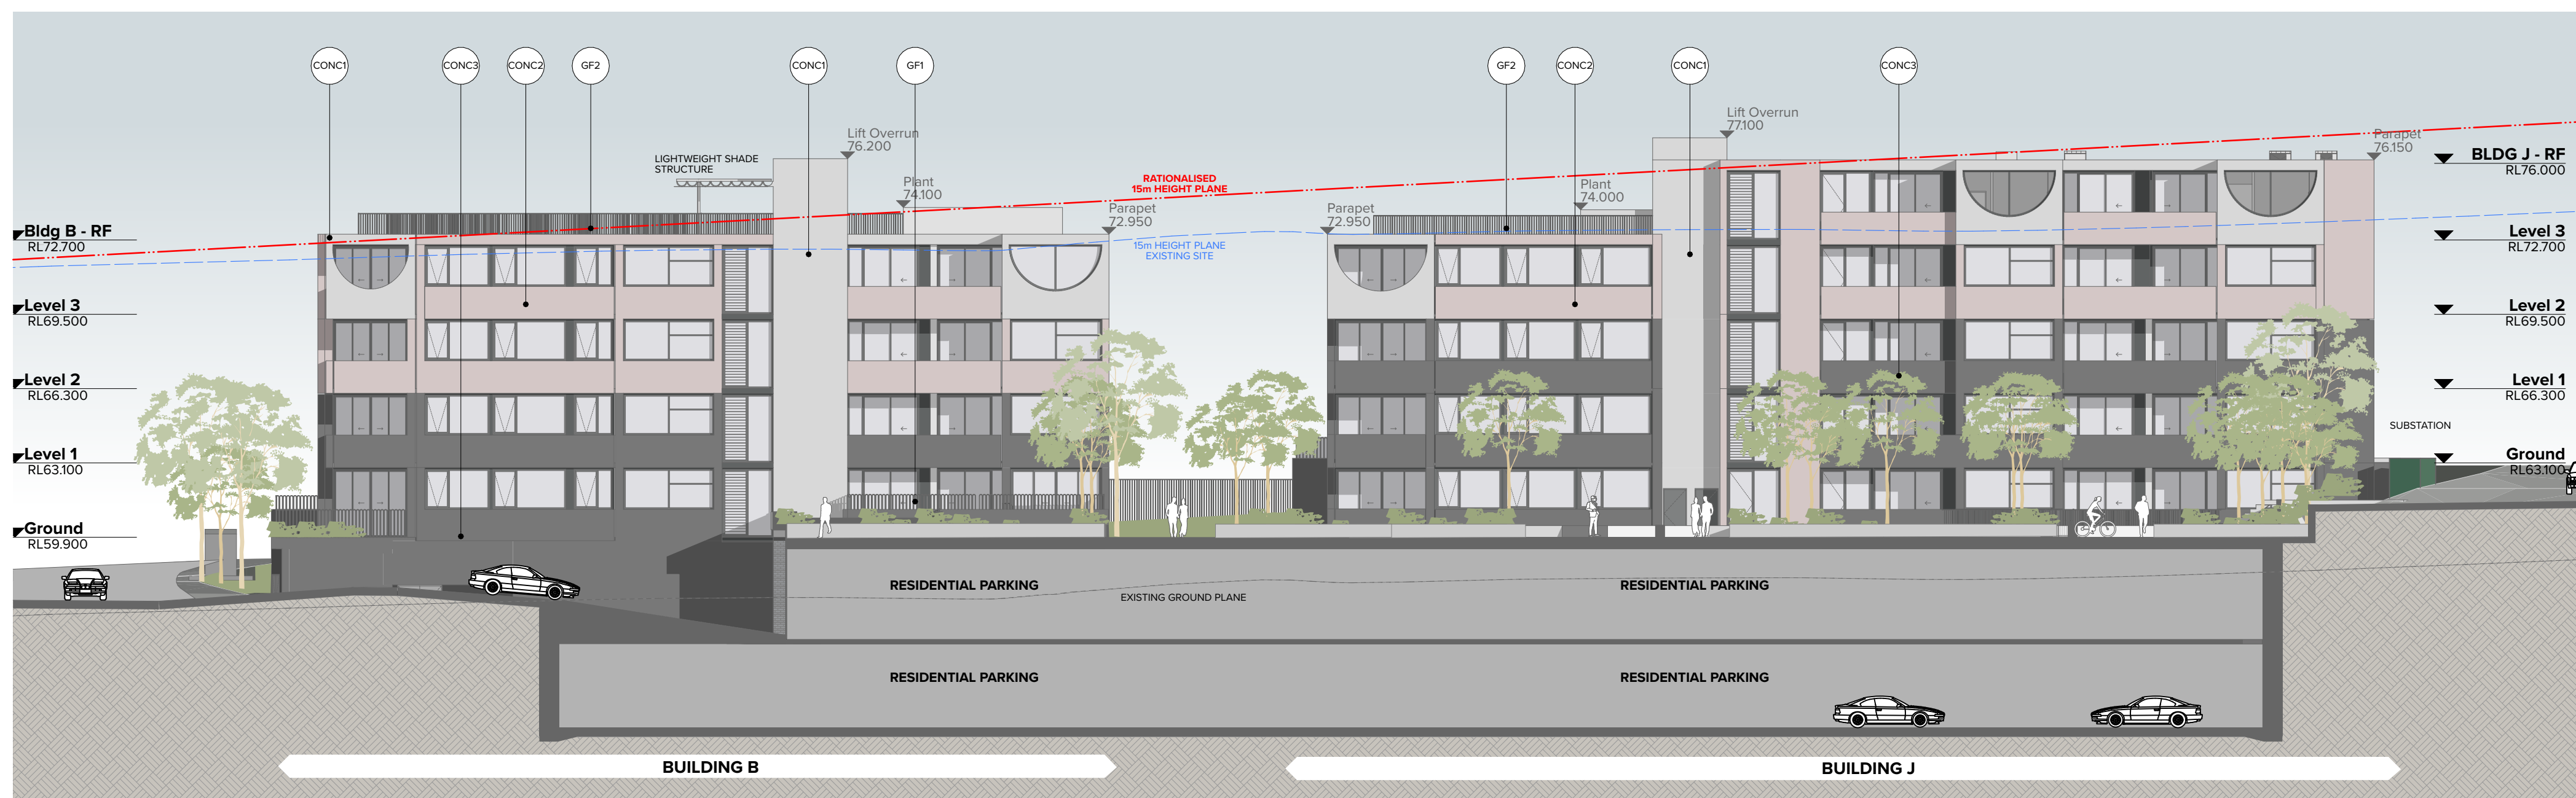 CONC1
CONC3
CONC2
GF2
CONC1
GF1
GF2
CONC2
CONC1
CONC3
Lift Overrun
76.200
LIGHTWEIGHT SHADE
STRUCTURE
Plant
74.100
RATIONALISED
15m HEIGHT PLANE
Parapet
72.950
15m HEIGHT PLANE
EXISTING SITE
Parapet
72.950
Plant
74.000
Lift Overrun
77.100
Parapet
76.150
Bldg B - RF
RL72.700
Level 3
RL69.500
Level 2
RL66.300
Level 1
RL63.100
Ground
RL59.900
BLDG J - RF
RL76.000
Level 3
RL72.700
Level 2
RL69.500
Level 1
RL66.300
SUBSTATION
Ground
RL63.100
RESIDENTIAL PARKING
RESIDENTIAL PARKING
EXISTING GROUND PLANE
RESIDENTIAL PARKING
RESIDENTIAL PARKING
BUILDING B
BUILDING J